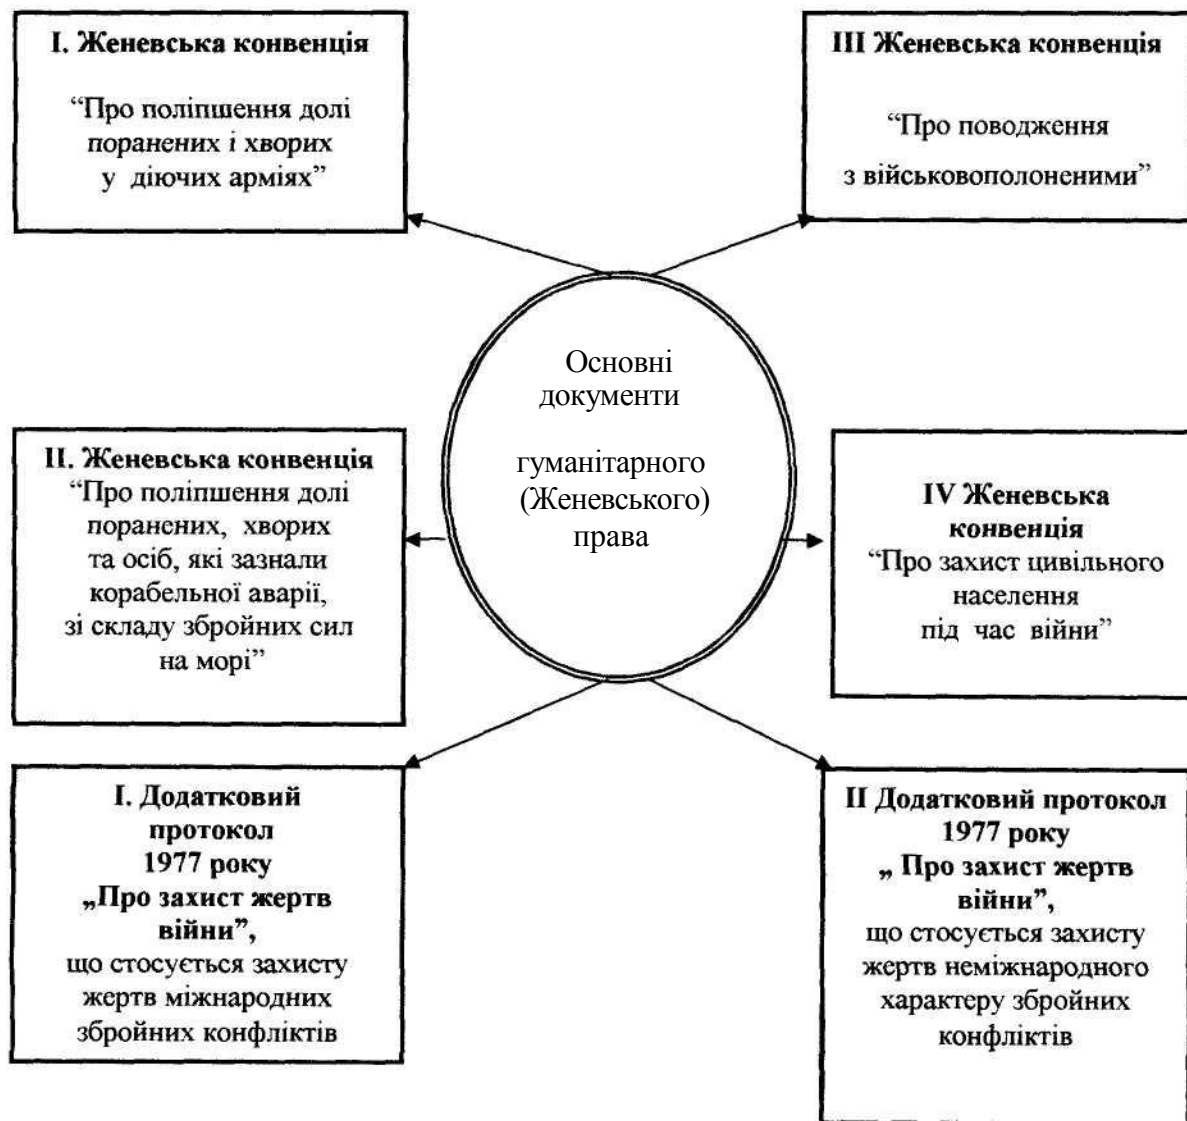 I. Женевська конвенція
“Про поліпшення долі
поранених і хворих
у діючих арміях”
III Женевська конвенція
“Про поводження
з військовополоненими”
Основні
документи
гуманітарного
(Женевського)
права
II. Женевська конвенція
“Про поліпшення долі
поранених, хворих
та осіб, які зазнали
корабельної аварії,
зі складу збройних сил
на морі”
IV Женевська
конвенція
“Про захист цивільного
населення
під час війни”
I. Додатковий
протокол
1977 року
„Про захист жертв
війни”,
що стосується захисту
жертв міжнародних
збройних конфліктів
II Додатковий протокол
1977 року
„ Про захист жертв
війни”,
що стосується захисту
жертв неміжнародного
характеру збройних
конфліктів